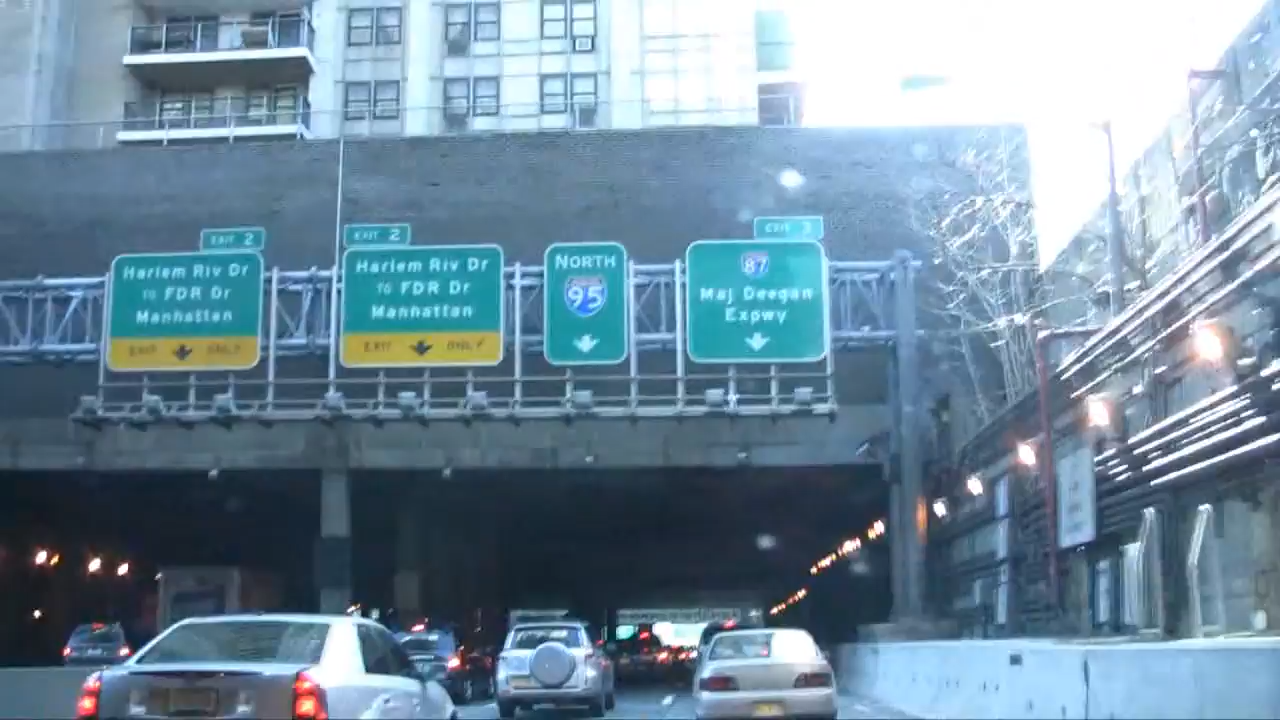 EXIT 2
Harlem Riv Dr
TO FDR Dr
Manhattan
EXIT ONLY
EXIT 2
Harlem Riv Dr
TO FDR Dr
Manhattan
EXIT ONLY
NORTH
95
EXIT 3
87
Maj Deegan
Expwy